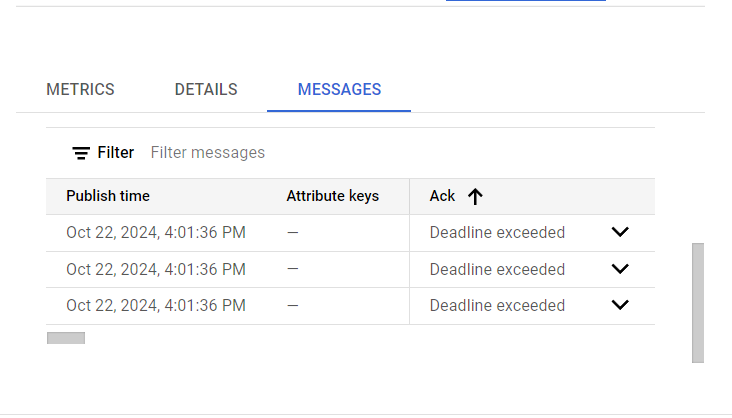 METRICS DETAILS MESSAGES
Filter Filter messages
Publish time Attribute keys Ack
Oct 22, 2024, 4:01:36 PM — Deadline exceeded
Oct 22, 2024, 4:01:36 PM — Deadline exceeded
Oct 22, 2024, 4:01:36 PM — Deadline exceeded